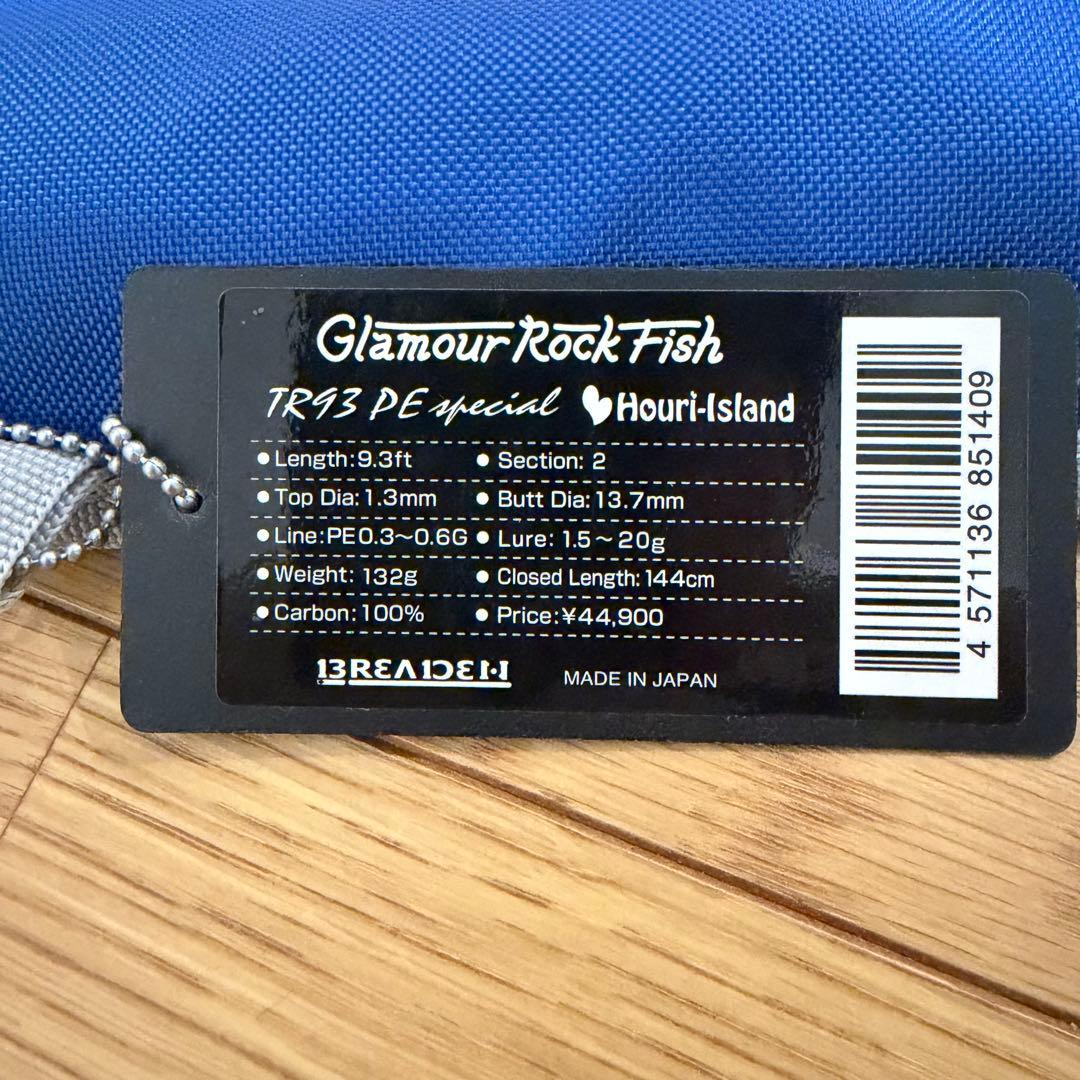 Glamour Rock Fish
TR93 PE special ♥Houri-Island
●Length:9.3ft ● Section: 2
●Top Dia:1.3mm ● Butt Dia:13.7mm
●Line:PE0.3~0.6G ● Lure: 1.5~20g
●Weight: 132g ● Closed Length:144cm
●Carbon:100% ● Price:¥44,900
BREADEN MADE IN JAPAN
4 571136 851409